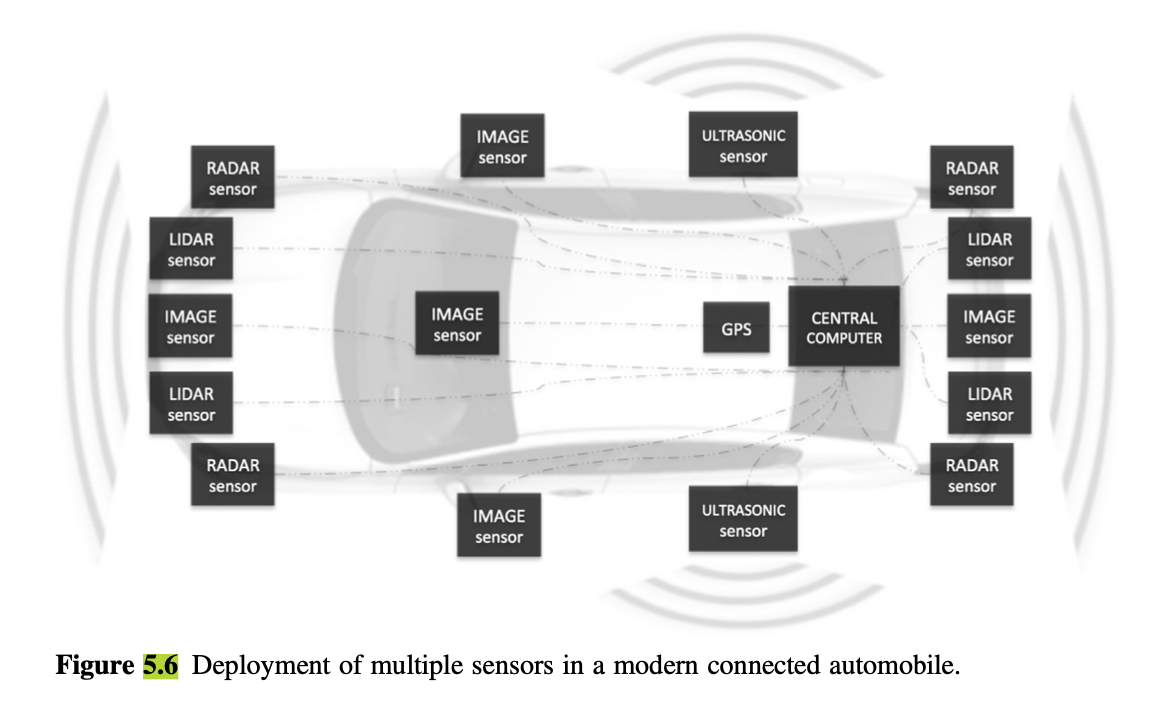 IMAGE
sensor
ULTRASONIC
sensor
RADAR
sensor
RADAR
sensor
LIDAR
sensor
LIDAR
sensor
IMAGE
sensor
IMAGE
sensor
GPS
CENTRAL
COMPUTER
IMAGE
sensor
LIDAR
sensor
LIDAR
sensor
RADAR
sensor
RADAR
sensor
IMAGE
sensor
ULTRASONIC
sensor
Figure 5.6 Deployment of multiple sensors in a modern connected automobile.